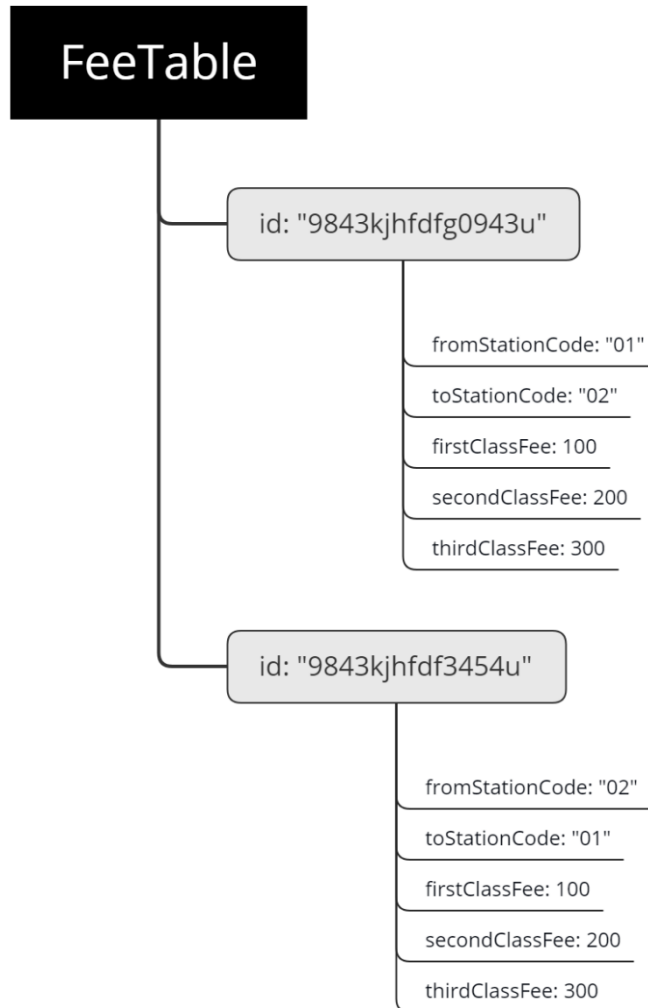 FeeTable
id: "9843kjhfdfg0943u"
fromStationCode: "01"
toStationCode: "02"
firstClassFee: 100
secondClassFee: 200
thirdClassFee: 300
id: "9843kjhfdf3454u"
fromStationCode: "02"
toStationCode: "01"
firstClassFee: 100
secondClassFee: 200
thirdClassFee: 300